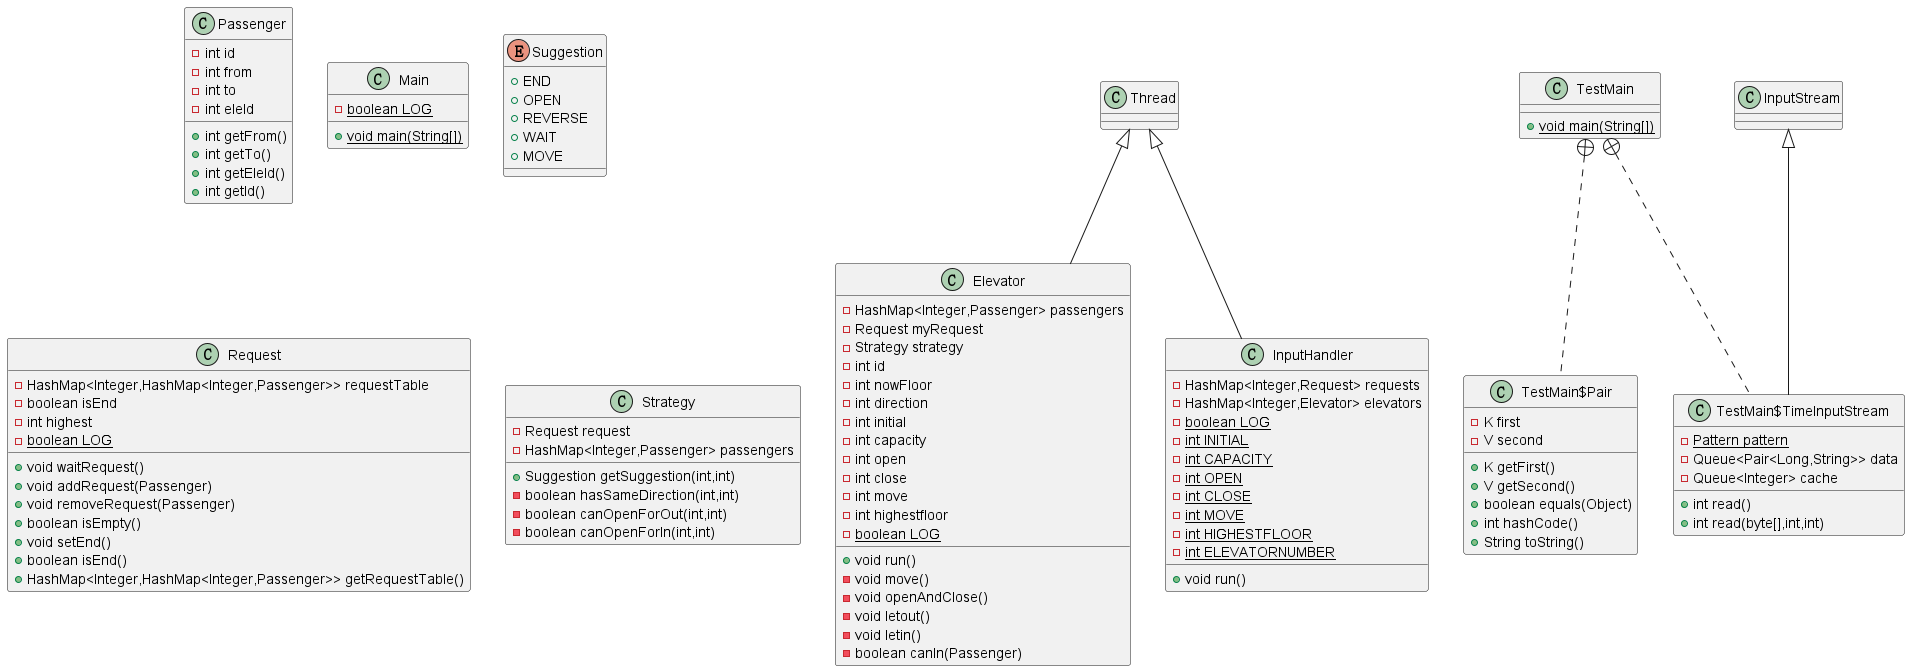 C Passenger
int id
int from
int to
int eleId
int getFrom()
int getTo()
int getEleId()
int getId()
C Main
boolean LOG
void main(String[])
E Suggestion
END
OPEN
REVERSE
WAIT
MOVE
C Thread
C TestMain
void main(String[])
C InputStream
C Request
HashMap<Integer,HashMap<Integer,Passenger>> requestTable
boolean isEnd
int highest
boolean LOG
void waitRequest()
void addRequest(Passenger)
void removeRequest(Passenger)
boolean isEmpty()
void setEnd()
boolean isEnd()
HashMap<Integer,HashMap<Integer,Passenger>> getRequestTable()
C Strategy
Request request
HashMap<Integer,Passenger> passengers
Suggestion getSuggestion(int,int)
boolean hasSameDirection(int,int)
boolean canOpenForOut(int,int)
boolean canOpenForIn(int,int)
C Elevator
HashMap<Integer,Passenger> passengers
Request myRequest
Strategy strategy
int id
int nowFloor
int direction
int initial
int capacity
int open
int close
int move
int highestfloor
boolean LOG
void run()
void move()
void openAndClose()
void letout()
void letin()
boolean canIn(Passenger)
C InputHandler
HashMap<Integer,Request> requests
HashMap<Integer,Elevator> elevators
boolean LOG
int INITIAL
int CAPACITY
int OPEN
int CLOSE
int MOVE
int HIGHESTFLOOR
int ELEVATORNUMBER
void run()
C TestMain$Pair
K first
V second
K getFirst()
V getSecond()
boolean equals(Object)
int hashCode()
String toString()
C TestMain$TimeInputStream
Pattern pattern
Queue<Pair<Long,String>> data
Queue<Integer> cache
int read()
int read(byte[],int,int)